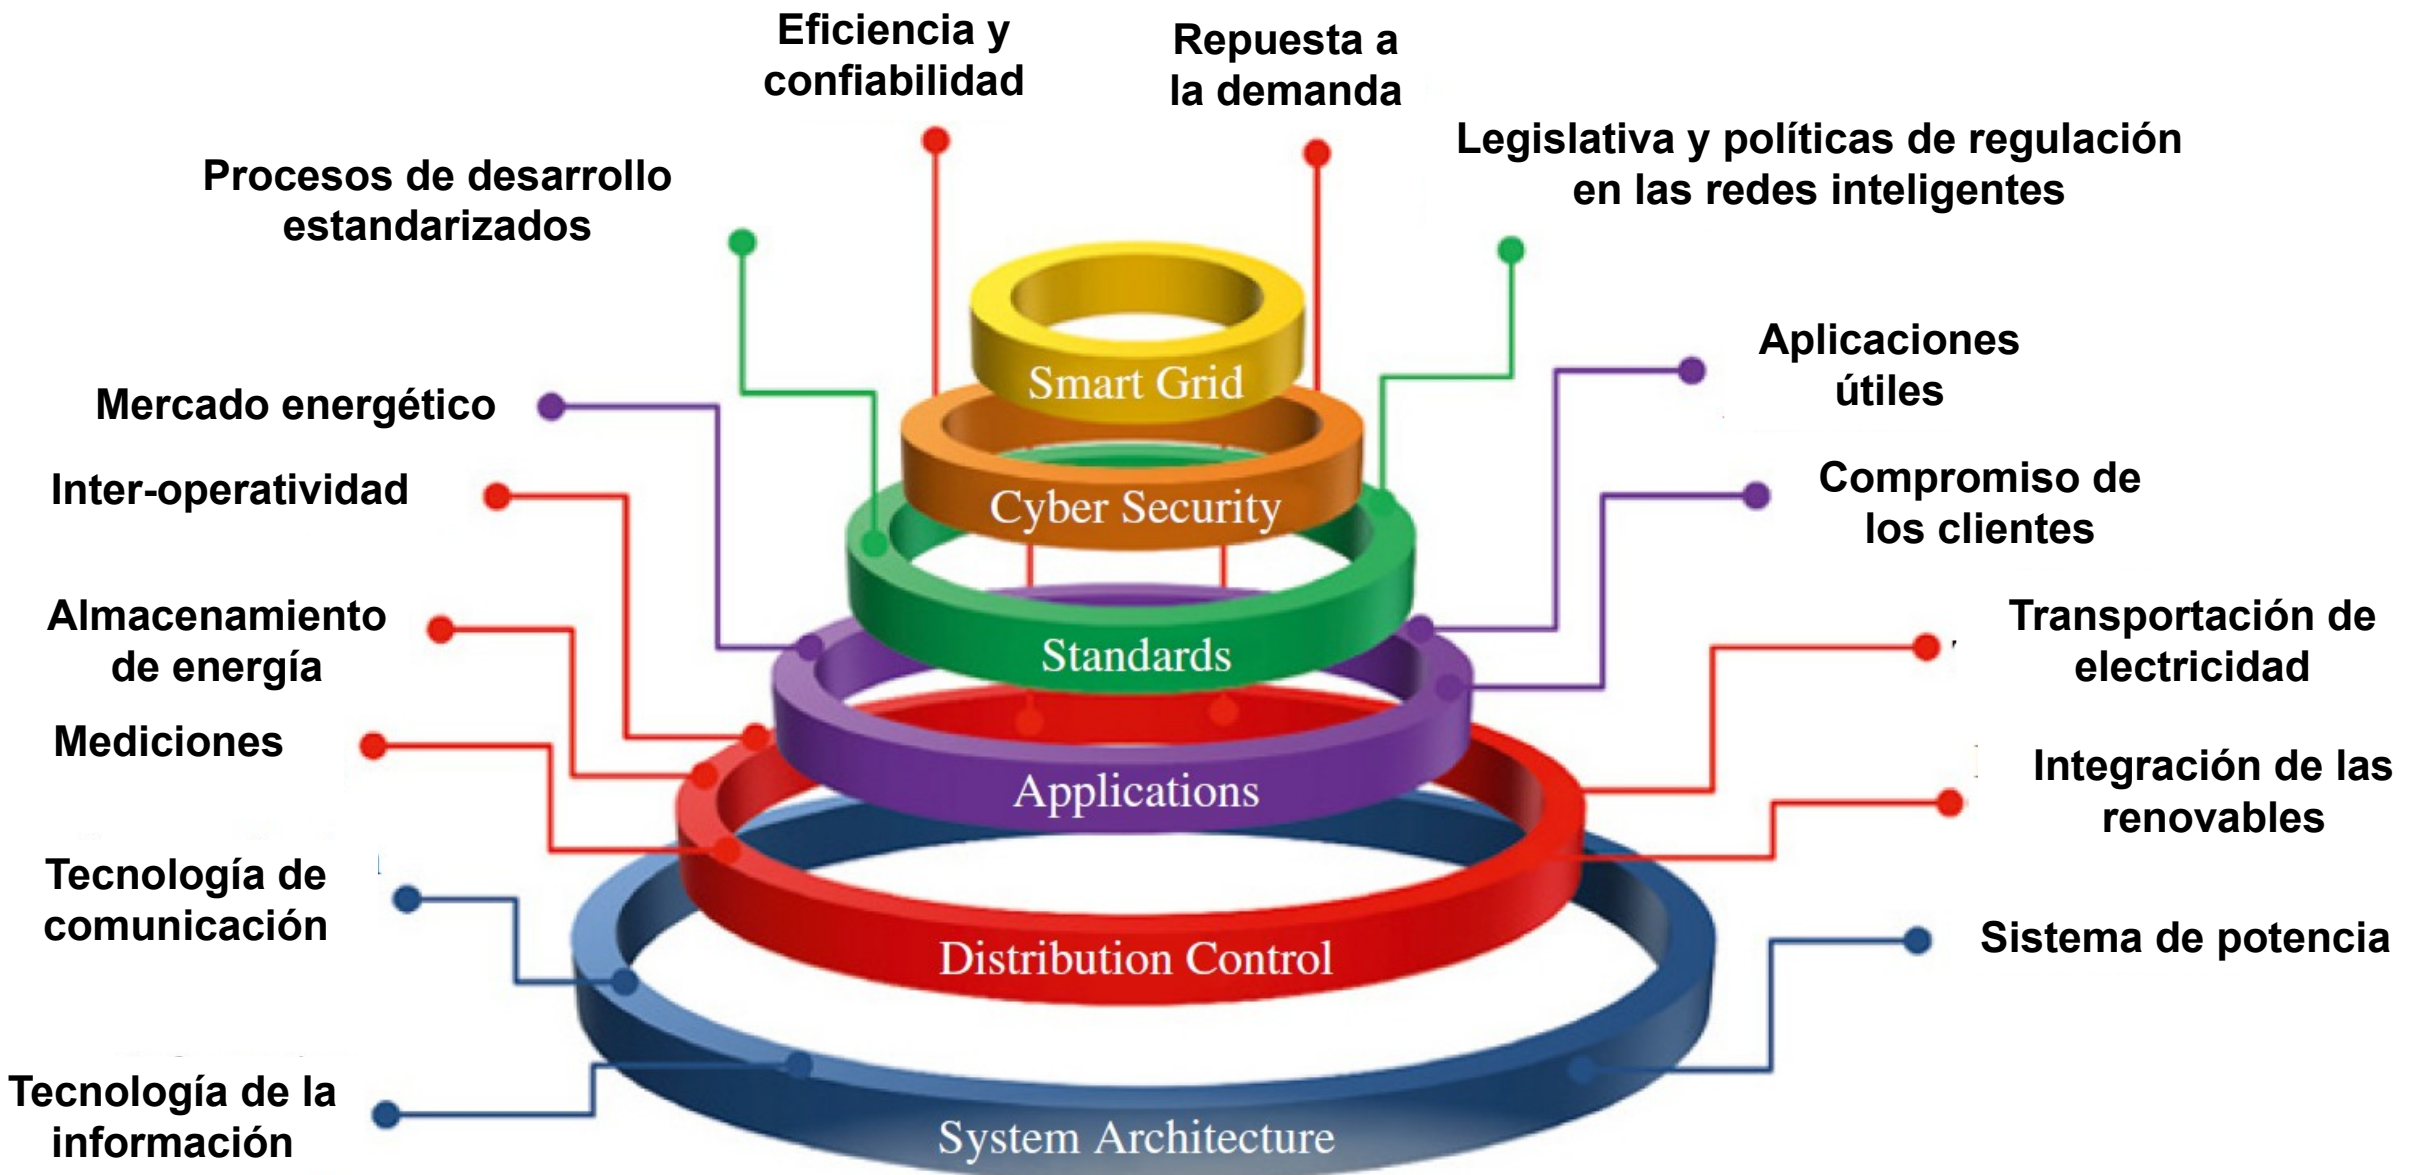 Eficiencia y
confiabilidad
Repuesta a
la demanda
Legislativa y políticas de regulación
en las redes inteligentes
Procesos de desarrollo
estandarizados
Aplicaciones
útiles
Smart Grid
Mercado energético
Compromiso de
los clientes
Inter-operatividad
Cyber Security
Almacenamiento
de energía
Transportación de
electricidad
Standards
Mediciones
Integración de las
renovables
Applications
Tecnología de
comunicación
Sistema de potencia
Distribution Control
Tecnología de la
información
System Architecture